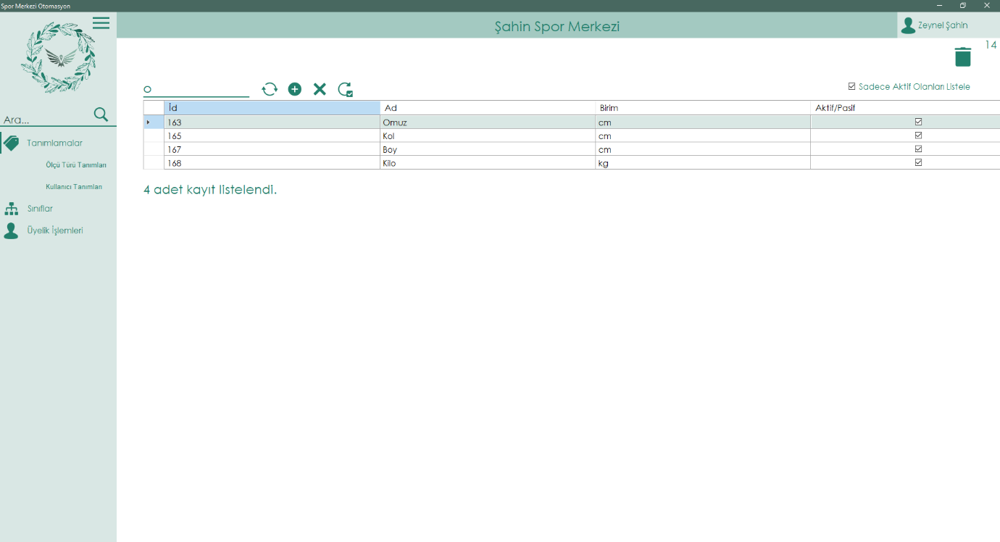 Spor Merkezi Otomasyon
Şahin Spor Merkezi
Zeynel Şahin
14
O
Sadece Aktif Olanları Listele
Ara...
Tanımlamalar
Ölçü Türü Tanımları
Kullanıcı Tanımları
Sınıflar
Üyelik İşlemleri
İd Ad Birim Aktif/Pasif
163 Omuz cm
165 Kol cm
167 Boy cm
168 Kilo kg
4 adet kayıt listelendi.